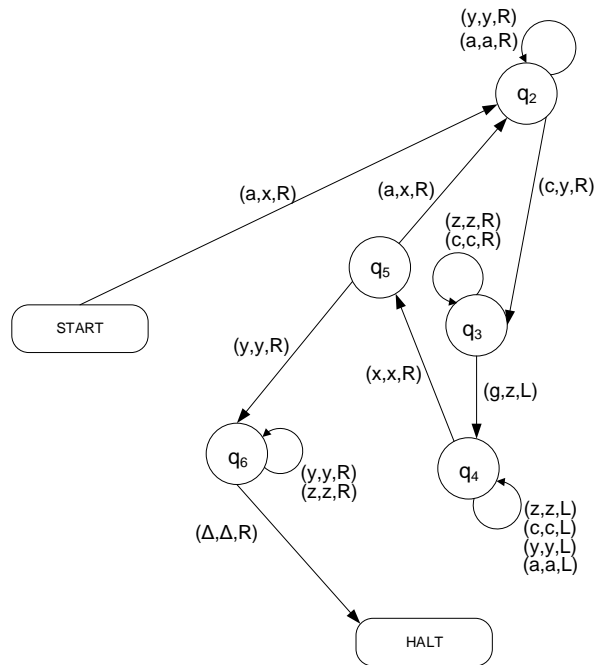 (y,y,R)
(a,a,R)
q2
(a,x,R)
(a,x,R)
(c,y,R)
(z,z,R)
(c,c,R)
q5
START
q3
(y,y,R)
(x,x,R)
(g,z,L)
q6
(y,y,R)
(z,z,R)
q4
(z,z,L)
(c,c,L)
(y,y,L)
(a,a,L)
(Δ,Δ,R)
HALT